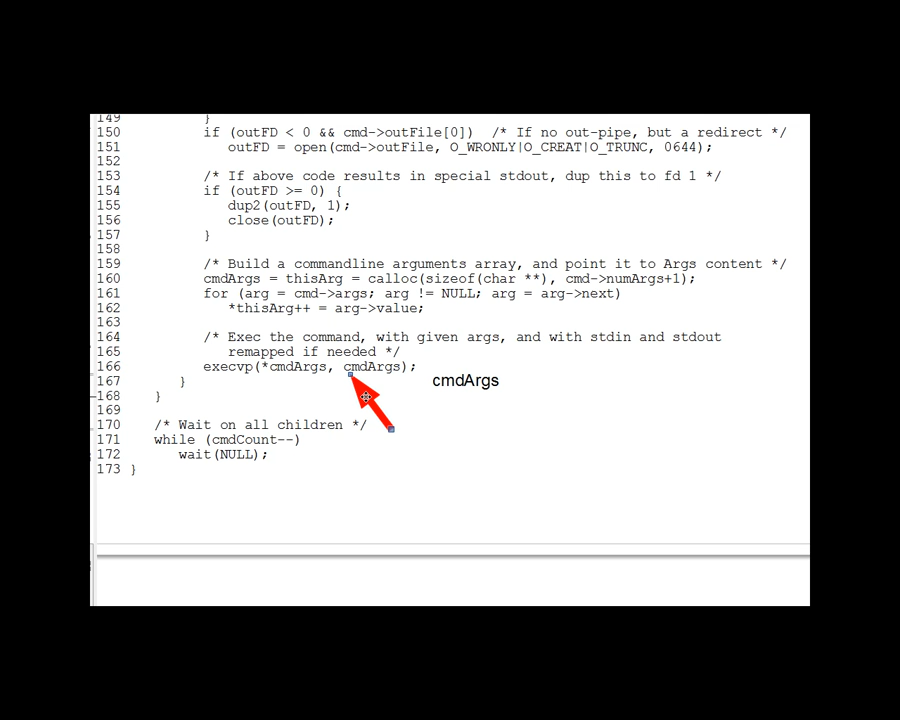 149 }
150 if (outFD < 0 && cmd->outFile[0]) /* If no out-pipe, but a redirect */
151 outFD = open(cmd->outFile, O_WRONLY|O_CREAT|O_TRUNC, 0644);
152
153 /* If above code results in special stdout, dup this to fd 1 */
154 if (outFD >= 0) {
155 dup2(outFD, 1);
156 close(outFD);
157 }
158
159 /* Build a commandline arguments array, and point it to Args content */
160 cmdArgs = thisArg = calloc(sizeof(char **), cmd->numArgs+1);
161 for (arg = cmd->args; arg != NULL; arg = arg->next)
162 *thisArg++ = arg->value;
163
164 /* Exec the command, with given args, and with stdin and stdout
165 remapped if needed */
166 execvp(*cmdArgs, cmdArgs);
167 }
cmdArgs
168 }
169
170 /* Wait on all children */
171 while (cmdCount--)
172 wait(NULL);
173 }